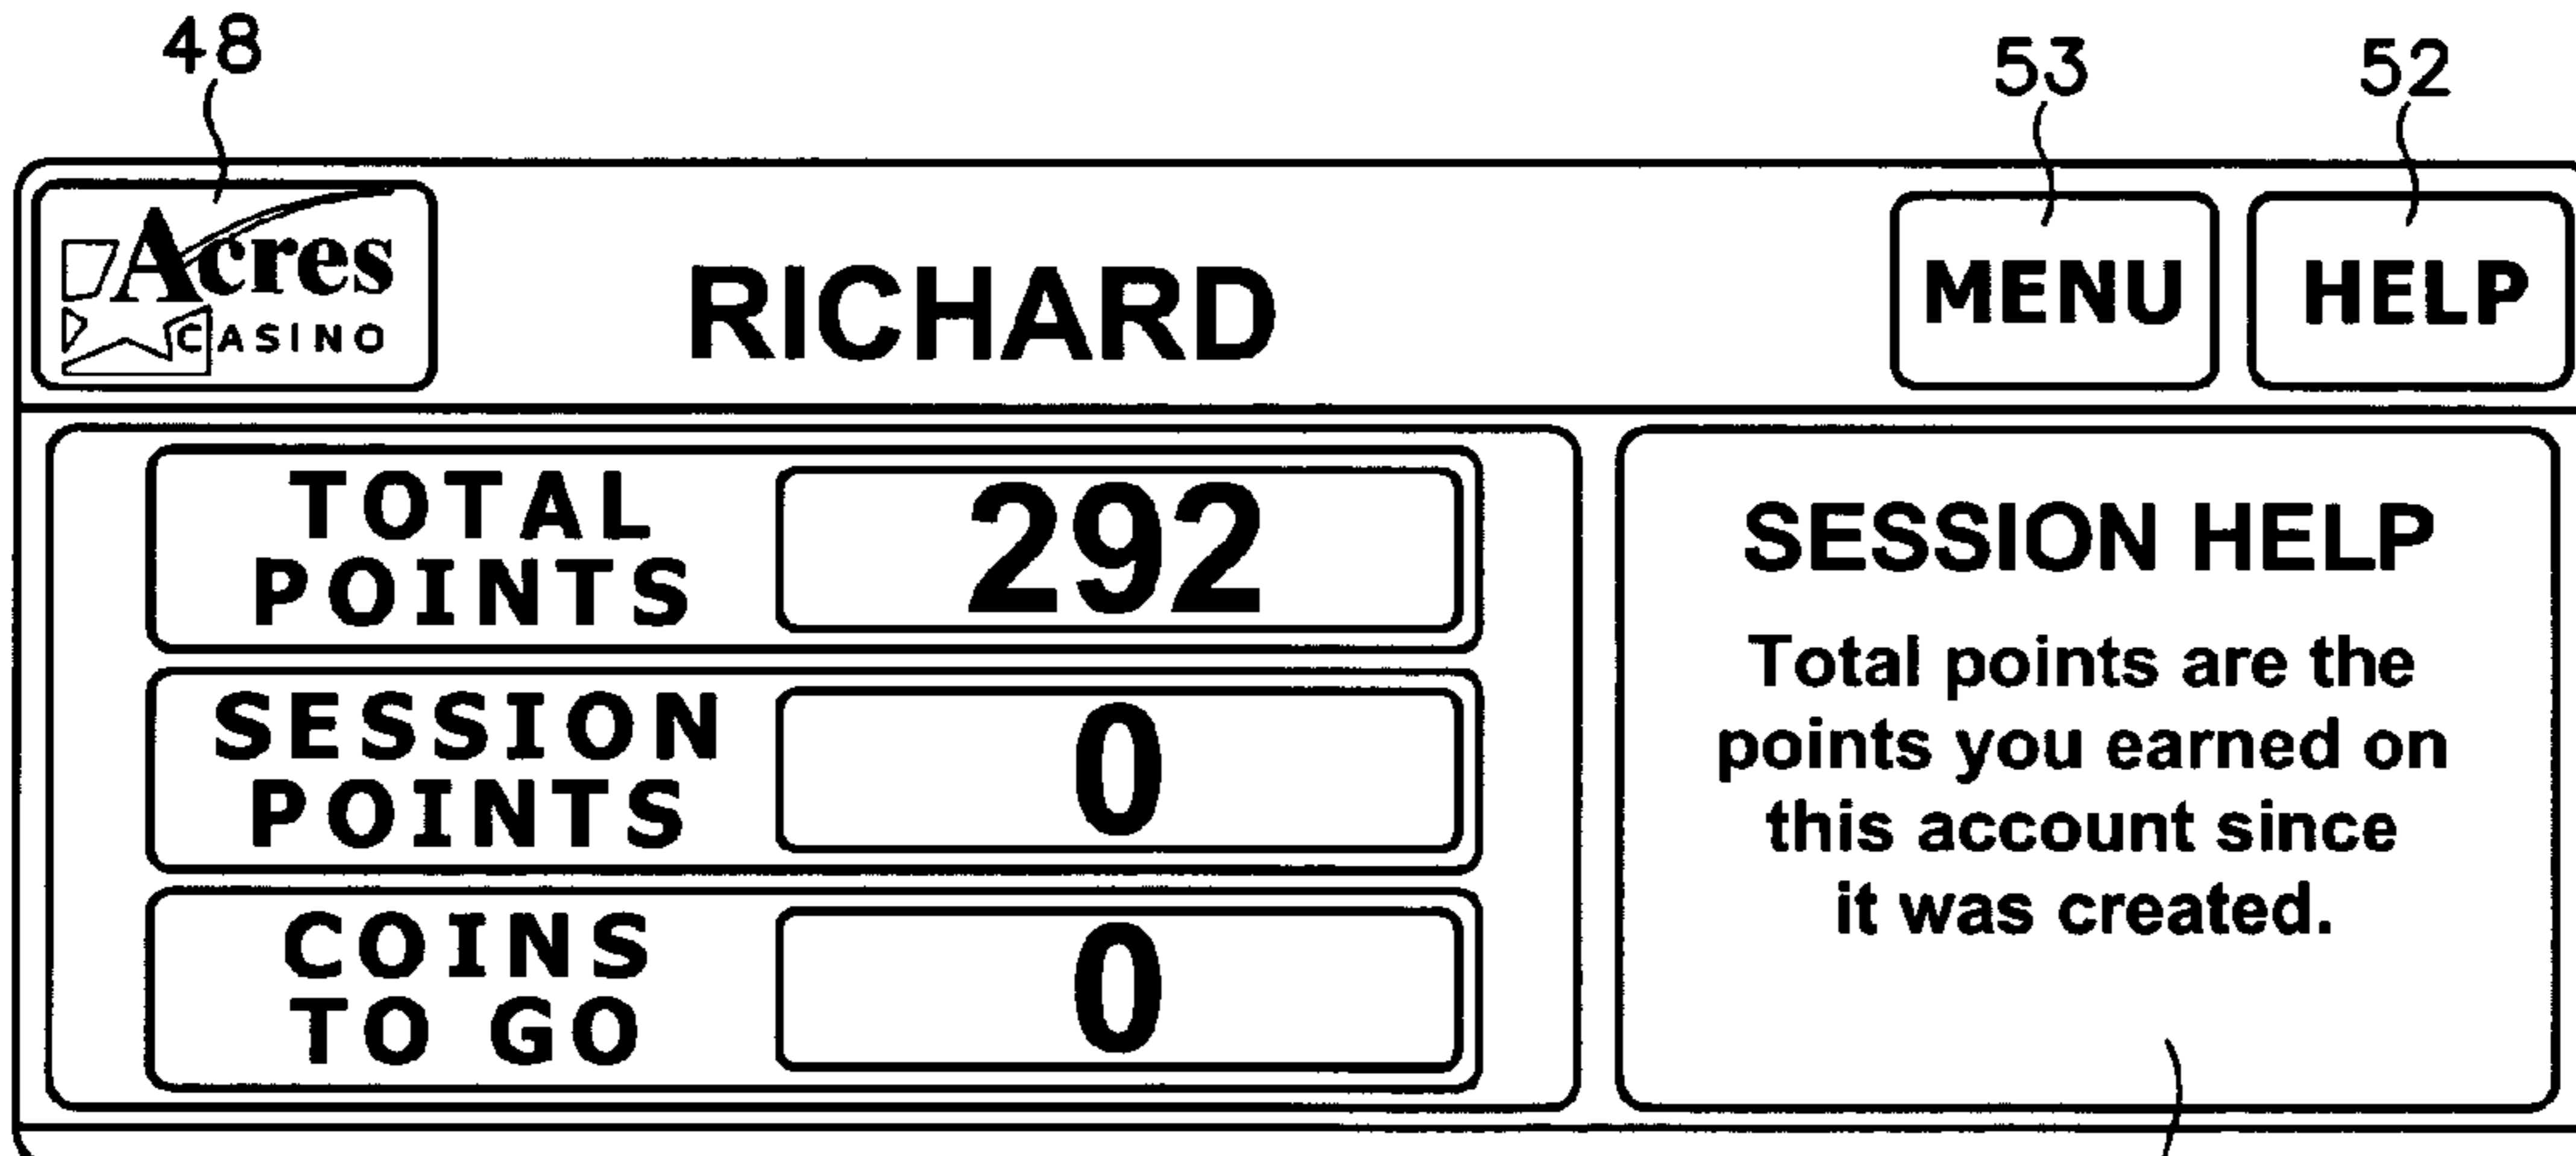 48
53
52
Acres
CASINO
RICHARD
MENU
HELP
TOTAL
POINTS
292
SESSION
POINTS
0
COINS
TO GO
0
SESSION HELP
Total points are the
points you earned on
this account since
it was created.